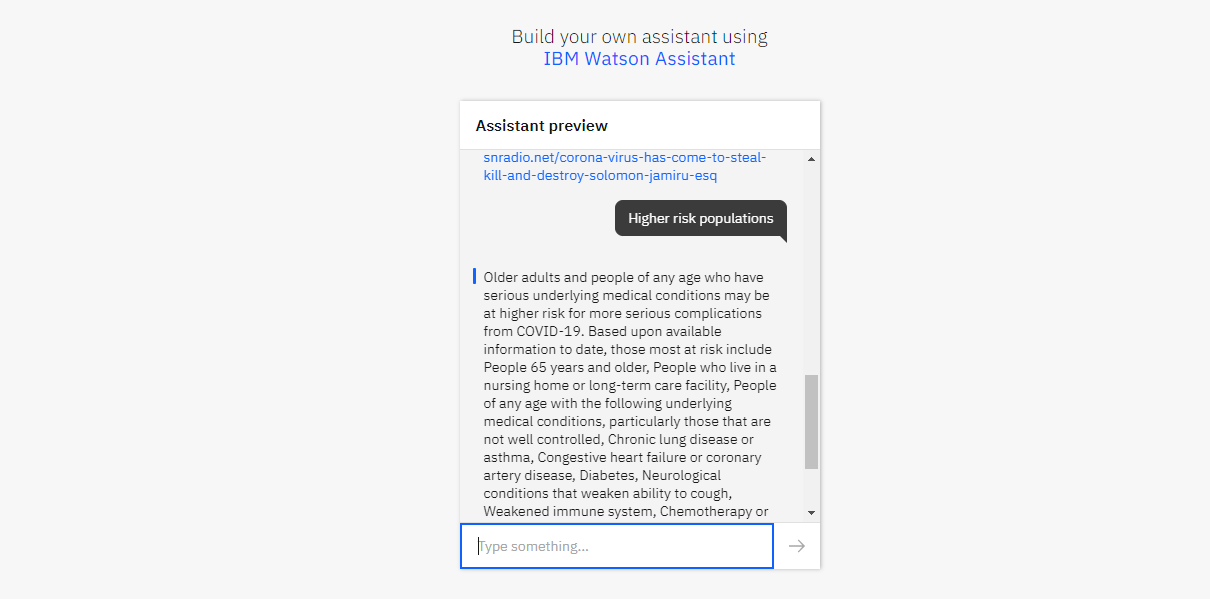 Build your own assistant using
IBM Watson Assistant
Assistant preview
snradio.net/corona-virus-has-come-to-steal-
kill-and-destroy-solomon-jamiru-esq
Higher risk populations
Older adults and people of any age who have
serious underlying medical conditions may be
at higher risk for more serious complications
from COVID-19. Based upon available
information to date, those most at risk include
People 65 years and older, People who live in a
nursing home or long-term care facility, People
of any age with the following underlying
medical conditions, particularly those that are
not well controlled, Chronic lung disease or
asthma, Congestive heart failure or coronary
artery disease, Diabetes, Neurological
conditions that weaken ability to cough,
Weakened immune system, Chemotherapy or
Type something...